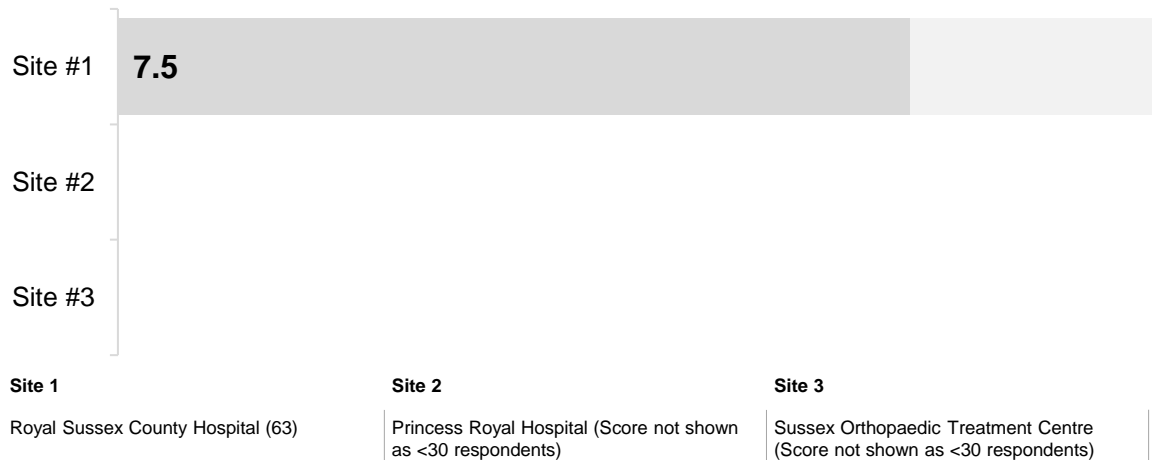 Site #1
7.5
Site #2
Site #3
Site 1
Royal Sussex County Hospital (63)
Site 2
Princess Royal Hospital (Score not shown
as <30 respondents)
Site 3
Sussex Orthopaedic Treatment Centre
(Score not shown as <30 respondents)